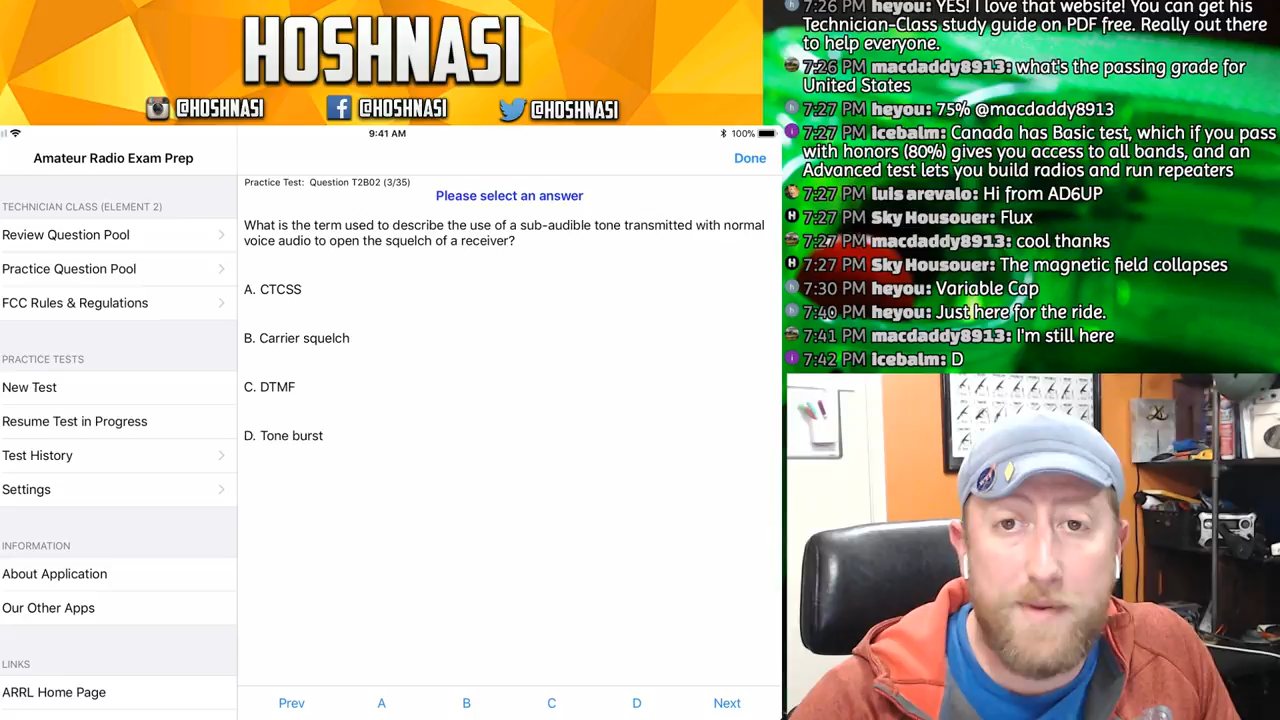 HOSHNASI
@HOSHNASI
@HOSHNASI
@HOSHNASI
9:41 AM
100%
Amateur Radio Exam Prep
Done
TECHNICIAN CLASS (ELEMENT 2)
Review Question Pool
Practice Question Pool
FCC Rules & Regulations
PRACTICE TESTS
New Test
Resume Test in Progress
Test History
Settings
INFORMATION
About Application
Our Other Apps
LINKS
ARRL Home Page
Practice Test: Question T2B02 (3/35)
Please select an answer
What is the term used to describe the use of a sub-audible tone transmitted with normal
voice audio to open the squelch of a receiver?
A. CTCSS
B. Carrier squelch
C. DTMF
D. Tone burst
Prev
A
B
C
D
Next
7:26 PM heyou: YES! I love that website! You can get his
Technician-Class study guide on PDF free. Really out there
to help everyone.
7:26 PM macdaddy8913: what's the passing grade for
United States
7:27 PM heyou: 75% @macdaddy8913
7:27 PM icebalm: Canada has Basic test, which if you pass
with honors (80%) gives you access to all bands, and an
Advanced test lets you build radios and run repeaters
7:27 PM luis arevalo: Hi from AD6UP
7:27 PM Sky Housouer: Flux
7:27 PM macdaddy8913: cool thanks
7:27 PM Sky Housouer: The magnetic field collapses
7:30 PM heyou: Variable Cap
7:40 PM heyou: Just here for the ride.
7:41 PM macdaddy8913: I'm still here
7:42 PM icebalm: D